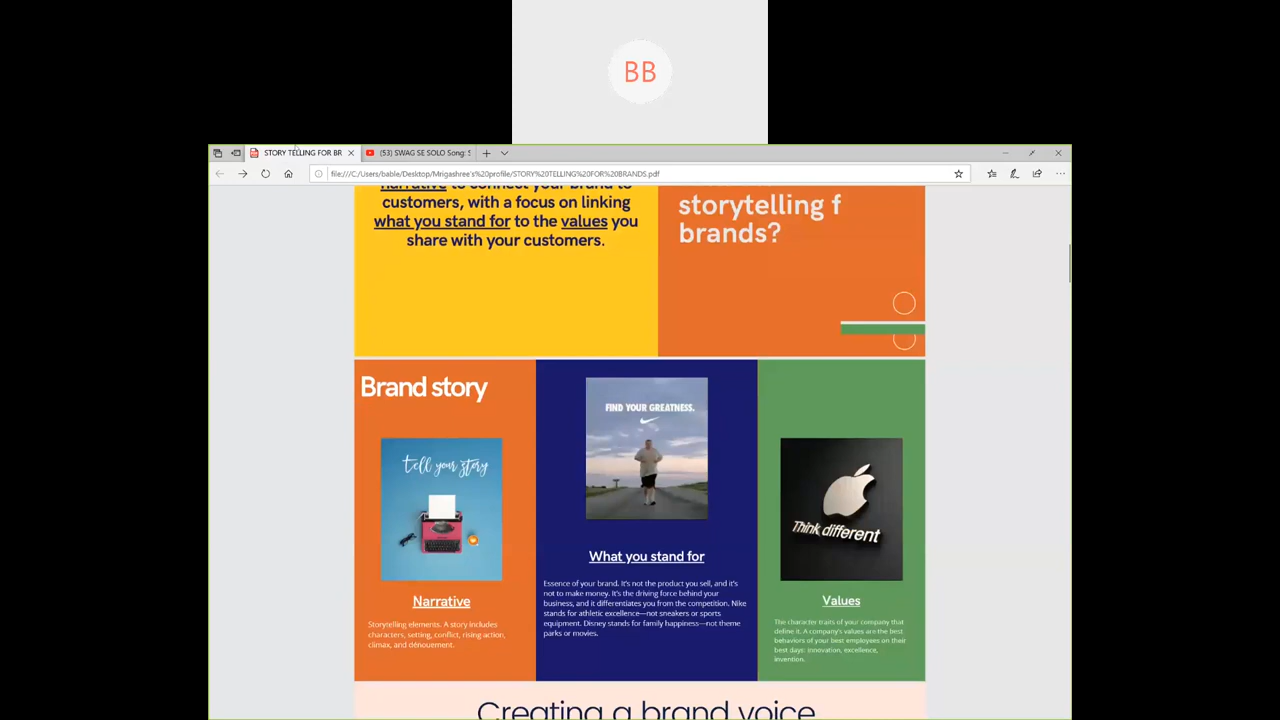 BB
STORY TELLING FOR BR
(53) SWAG SE SOLO Song: S
file:///C:/Users/bable/Desktop/Mrigashree's%20profile/STORY%20TELLING%20FOR%20BRANDS.pdf
narrative to connect your brand to
customers, with a focus on linking
what you stand for to the values you
share with your customers.
storytelling f
brands?
Brand story
tell your story
Narrative
Storytelling elements. A story includes
characters, setting, conflict, rising action,
climax, and dénouement.
FIND YOUR GREATNESS.
What you stand for
Essence of your brand. It's not the product you sell, and it's
not to make money. It's the driving force behind your
business, and it differentiates you from the competition. Nike
stands for athletic excellence—not sneakers or sports
equipment. Disney stands for family happiness—not theme
parks or movies.
Think different
Values
The character traits of your company that
define it. A company's values are the best
behaviors of your best employees on their
best days: innovation, excellence,
invention.
Creating a brand voice